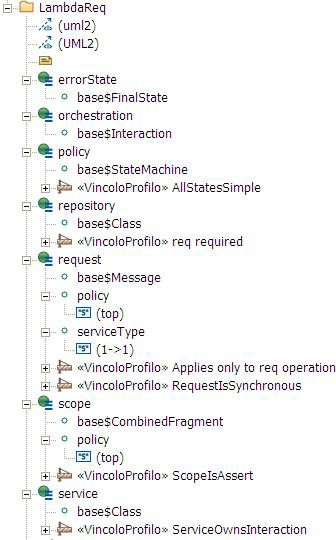 LambdaReq
(uml2)
(UML2)
errorState
base$FinalState
orchestration
base$Interaction
policy
base$StateMachine
«VincoloProfilo» AllStatesSimple
repository
base$Class
«VincoloProfilo» req required
request
base$Message
policy
"S" (top)
serviceType
"S" (1->1)
«VincoloProfilo» Applies only to req operation
«VincoloProfilo» RequestIsSynchronous
scope
base$CombinedFragment
policy
"S" (top)
«VincoloProfilo» ScopeIsAssert
service
base$Class
«VincoloProfilo» ServiceOwnsInteraction